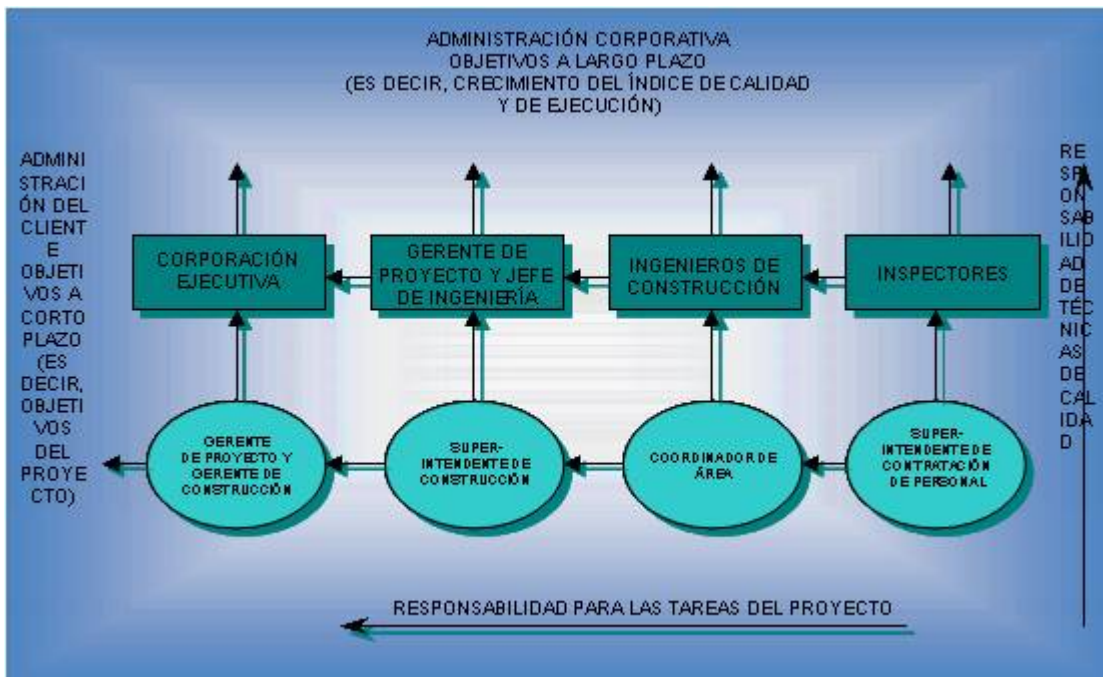 ADMINISTRACIÓN CORPORATIVA
OBJETIVOS A LARGO PLAZO
(ES DECIR, CRECIMIENTO DEL ÍNDICE DE CALIDAD
Y DE EJECUCIÓN)
ADMINI
STRACI
ÓN DEL
CLIENT
E
OBJETI
VOS A
CORTO
PLAZO
(ES
DECIR,
OBJETI
VOS
DEL
PROYE
CTO)
RE
SP
ON
SAB
ILID
AD
DE
TÉC
NIC
AS
DE
CAL
IDA
D
CORPORACIÓN
EJECUTIVA
GERENTE DE
PROYECTO Y JEFE
DE INGENIERÍA
INGENIEROS DE
CONSTRUCCIÓN
INSPECTORES
GERENTE
DE PROYECTO Y
GERENTE DE
CONSTRUCCIÓN
SUPER-
INTENDENTE DE
CONSTRUCCIÓN
COORDINADOR DE
ÁREA
SUPER-
INTENDENTE DE
CONTRATACIÓN
DE PERSONAL
RESPONSABILIDAD PARA LAS TAREAS DEL PROYECTO